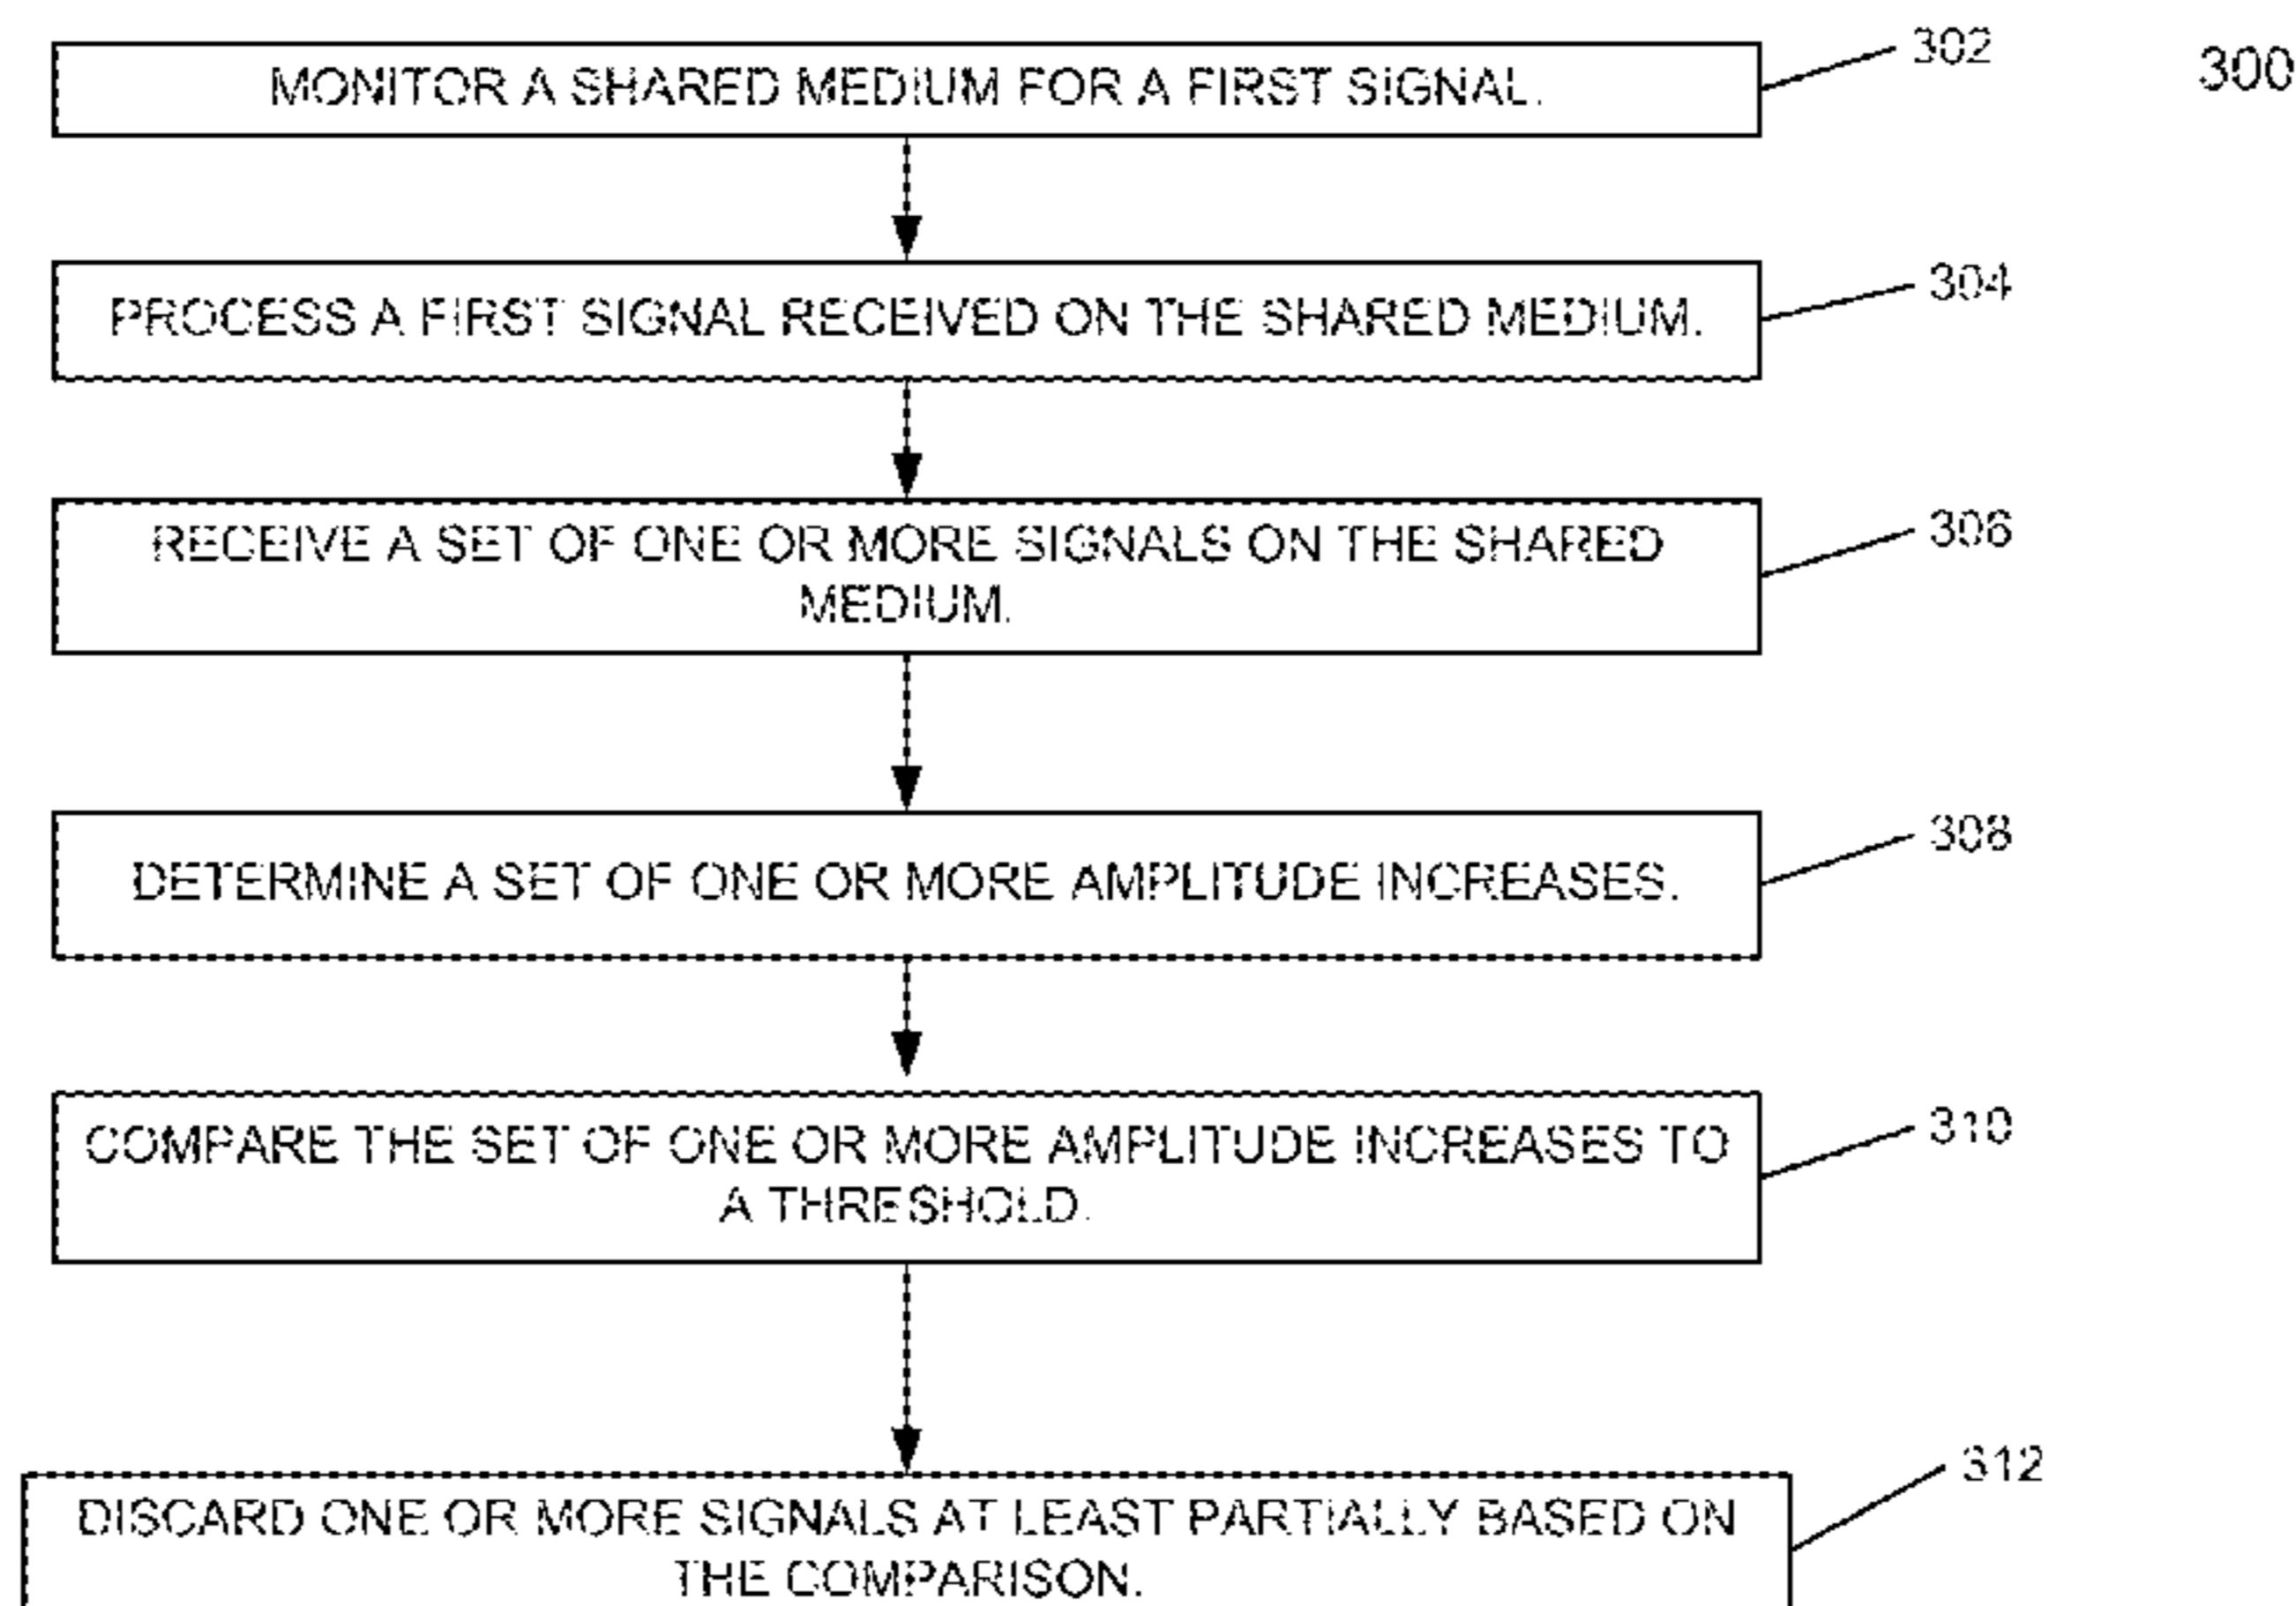 MONITOR A SHARED MEDIUM FOR A FIRST SIGNAL.
302
300
PROCESS A FIRST SIGNAL RECEIVED ON THE SHARED MEDIUM.
304
RECEIVE A SET OF ONE OR MORE SIGNALS ON THE SHARED
MEDIUM.
306
DETERMINE A SET OF ONE OR MORE AMPLITUDE INCREASES.
308
COMPARE THE SET OF ONE OR MORE AMPLITUDE INCREASES TO
A THRESHOLD.
310
DISCARD ONE OR MORE SIGNALS AT LEAST PARTIALLY BASED ON
THE COMPARISON.
312